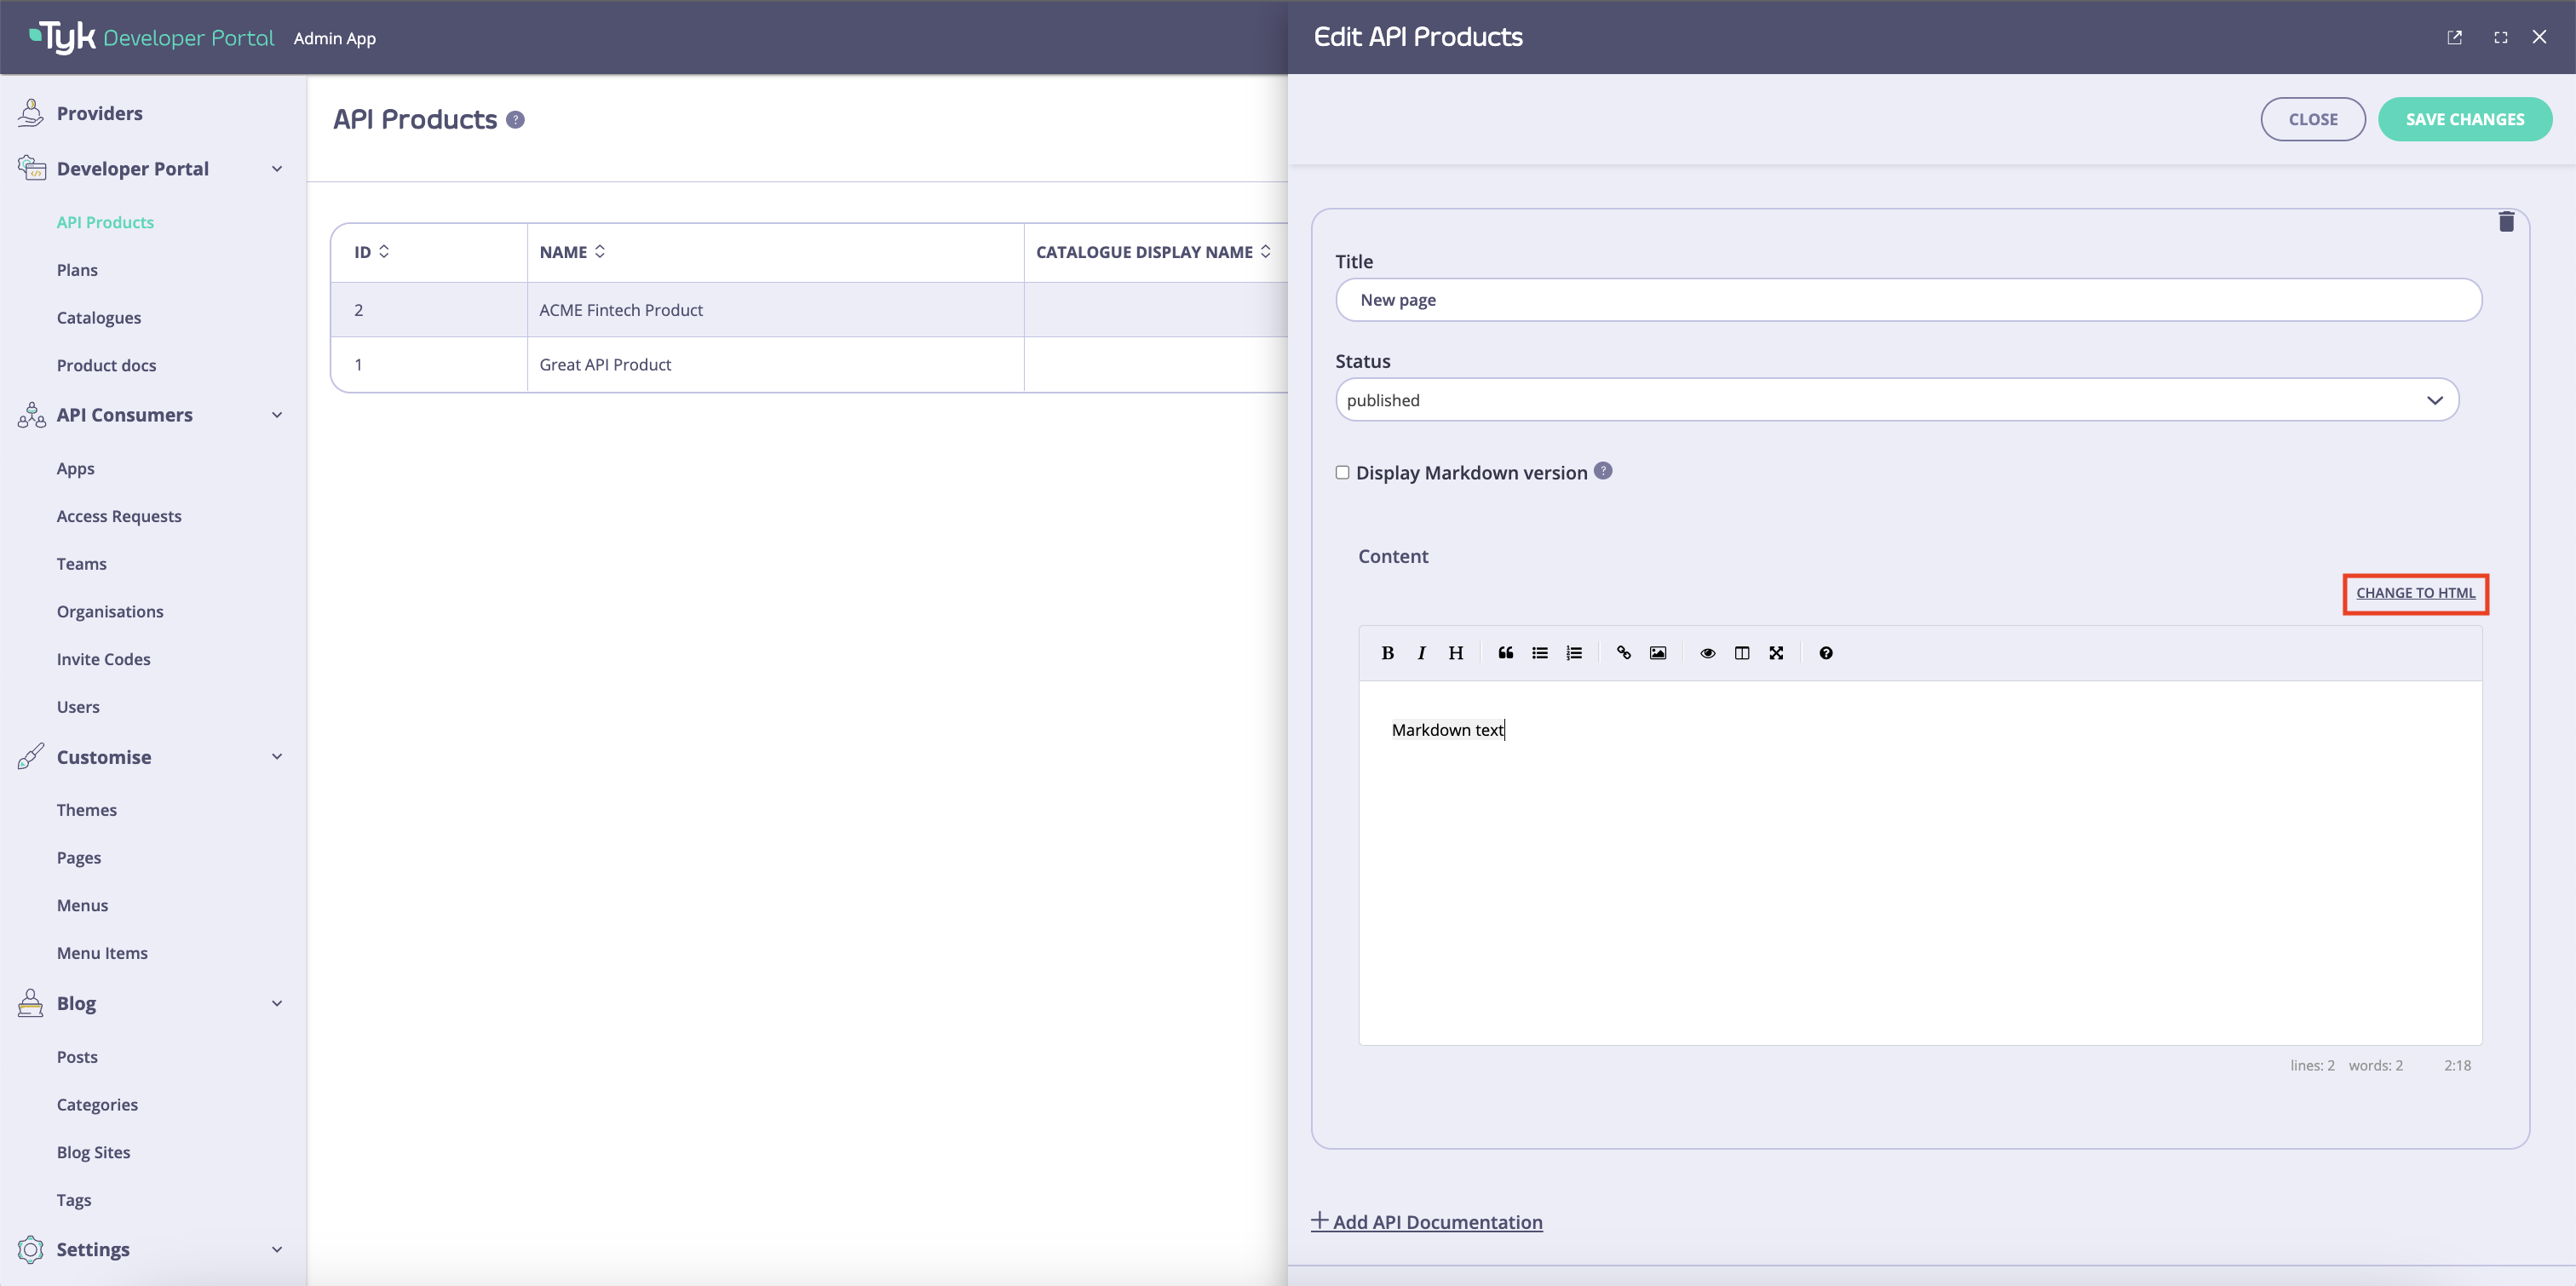 Tyk Developer Portal Admin App
Edit API Products
Providers
Developer Portal
API Products
Plans
Catalogues
Product docs
API Consumers
Apps
Access Requests
Teams
Organisations
Invite Codes
Users
Customise
Themes
Pages
Menus
Menu Items
Blog
Posts
Categories
Blog Sites
Tags
Settings
API Products ?
ID NAME CATALOGUE DISPLAY NAME
2 ACME Fintech Product
1 Great API Product
CLOSE SAVE CHANGES
Title
New page
Status
published
Display Markdown version ?
Content
CHANGE TO HTML
B I H
Markdown text
lines: 2 words: 2 2:18
Add API Documentation